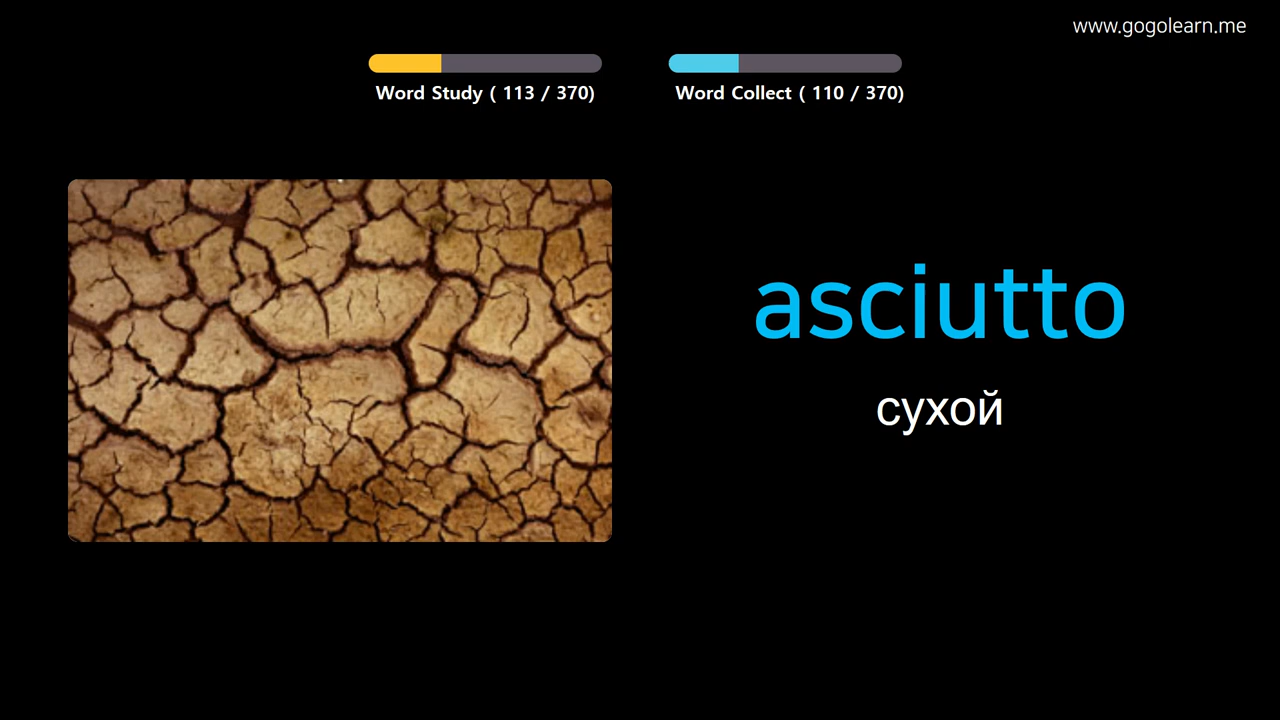 www.gogolearn.me
Word Study ( 113 / 370)
Word Collect ( 110 / 370)
asciutto
сухой